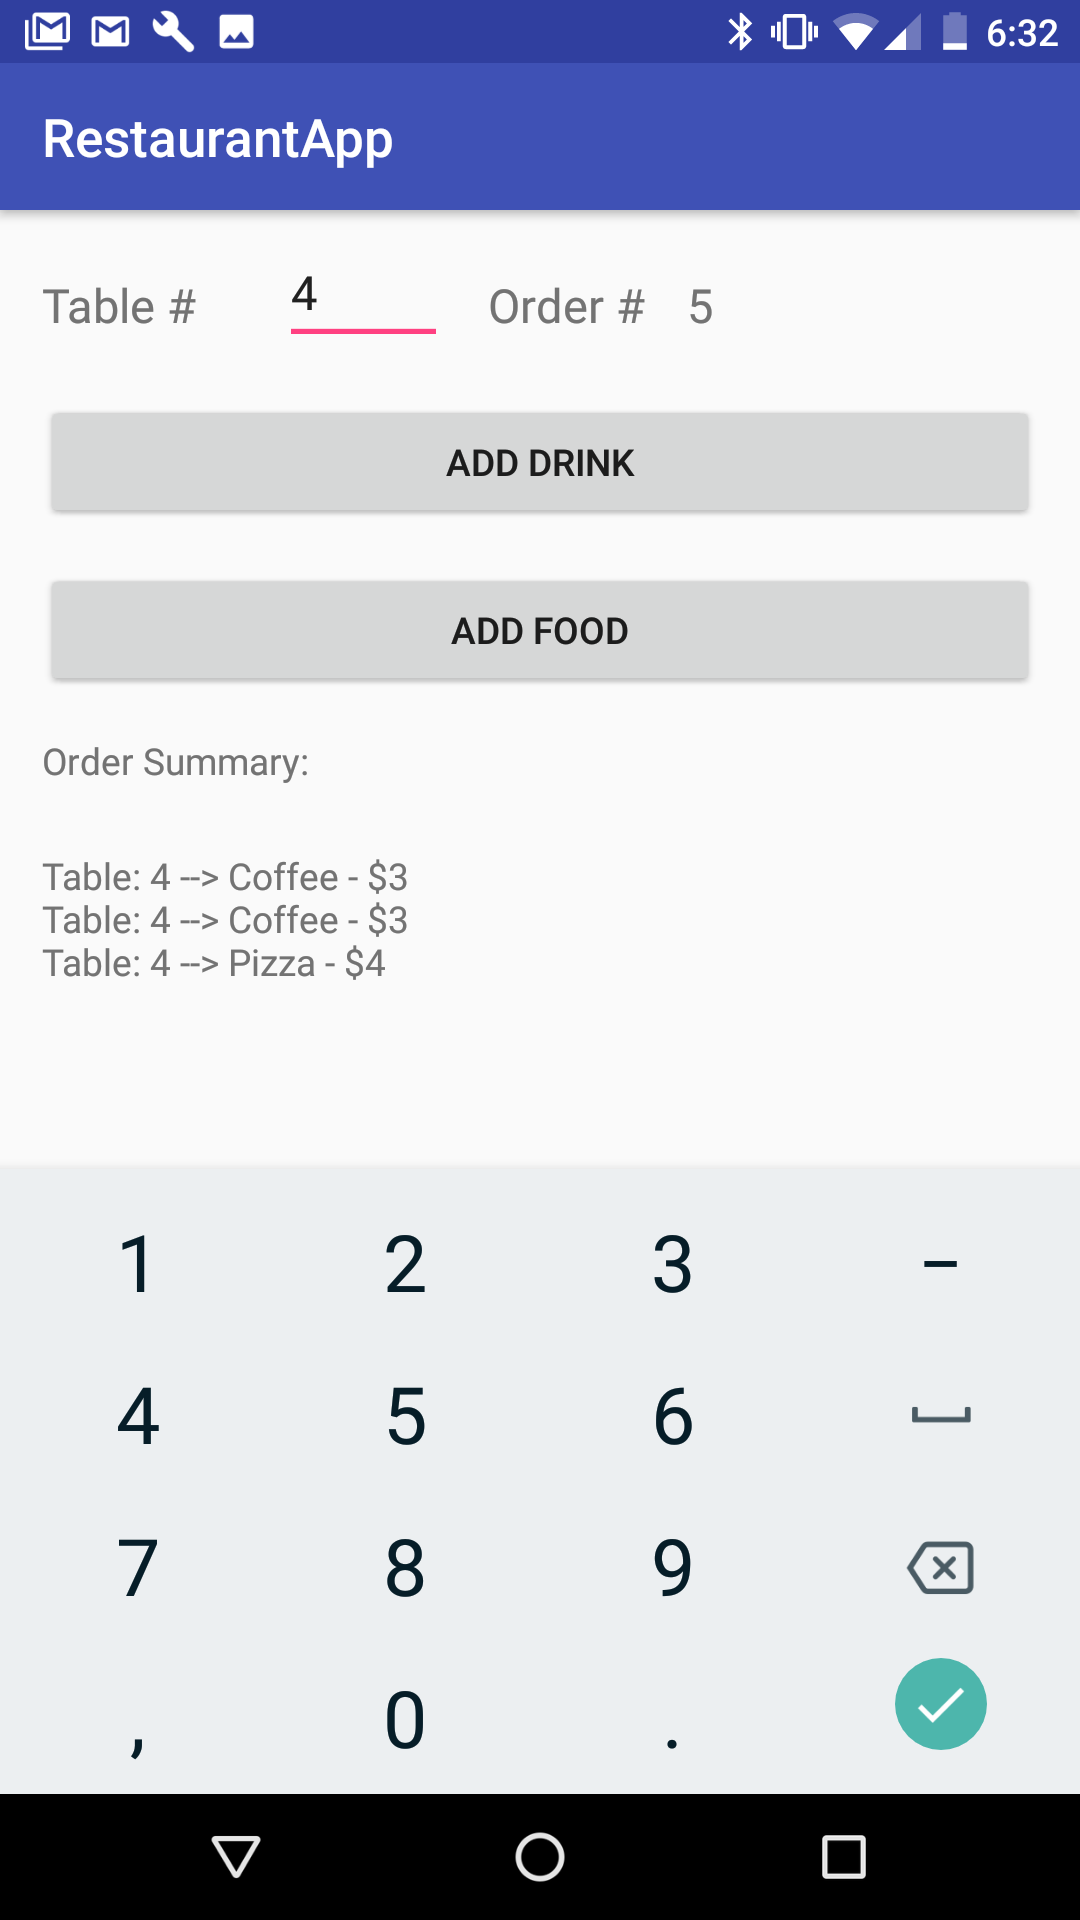 6:32
RestaurantApp
Table # 4 Order # 5
ADD DRINK
ADD FOOD
Order Summary:
Table: 4 --> Coffee - $3
Table: 4 --> Coffee - $3
Table: 4 --> Pizza - $4
1 2 3 –
4 5 6
7 8 9
, 0 .